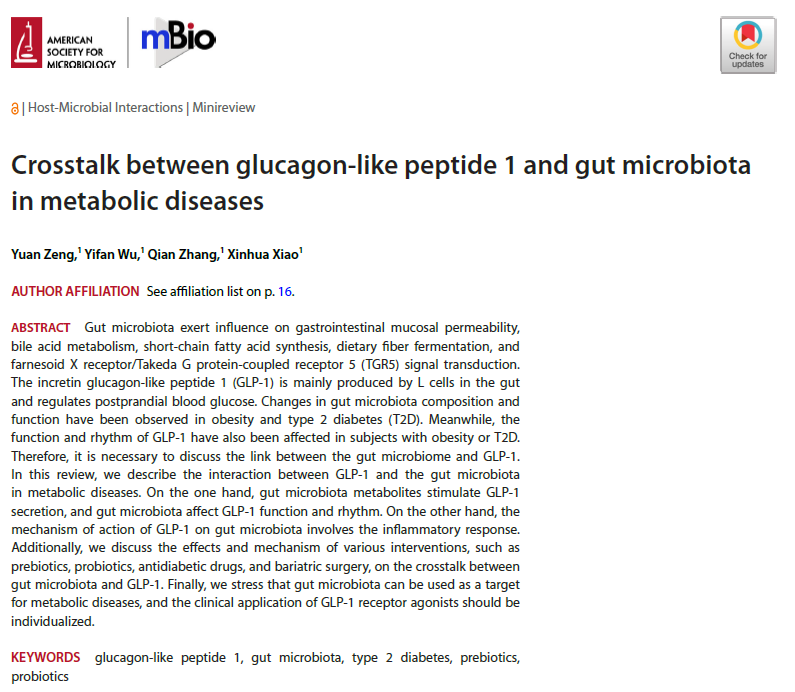 AMERICAN
SOCIETY FOR
MICROBIOLOGY
mBio
Check for
updates
| Host-Microbial Interactions | Minireview
Crosstalk between glucagon-like peptide 1 and gut microbiota
in metabolic diseases
Yuan Zeng,¹ Yifan Wu,¹ Qian Zhang,¹ Xinhua Xiao¹
AUTHOR AFFILIATION See affiliation list on p. 16.
ABSTRACT Gut microbiota exert influence on gastrointestinal mucosal permeability,
bile acid metabolism, short-chain fatty acid synthesis, dietary fiber fermentation, and
farnesoid X receptor/Takeda G protein-coupled receptor 5 (TGR5) signal transduction.
The incretin glucagon-like peptide 1 (GLP-1) is mainly produced by L cells in the gut
and regulates postprandial blood glucose. Changes in gut microbiota composition and
function have been observed in obesity and type 2 diabetes (T2D). Meanwhile, the
function and rhythm of GLP-1 have also been affected in subjects with obesity or T2D.
Therefore, it is necessary to discuss the link between the gut microbiome and GLP-1.
In this review, we describe the interaction between GLP-1 and the gut microbiota
in metabolic diseases. On the one hand, gut microbiota metabolites stimulate GLP-1
secretion, and gut microbiota affect GLP-1 function and rhythm. On the other hand, the
mechanism of action of GLP-1 on gut microbiota involves the inflammatory response.
Additionally, we discuss the effects and mechanism of various interventions, such as
prebiotics, probiotics, antidiabetic drugs, and bariatric surgery, on the crosstalk between
gut microbiota and GLP-1. Finally, we stress that gut microbiota can be used as a target
for metabolic diseases, and the clinical application of GLP-1 receptor agonists should be
individualized.
KEYWORDS glucagon-like peptide 1, gut microbiota, type 2 diabetes, prebiotics,
probiotics